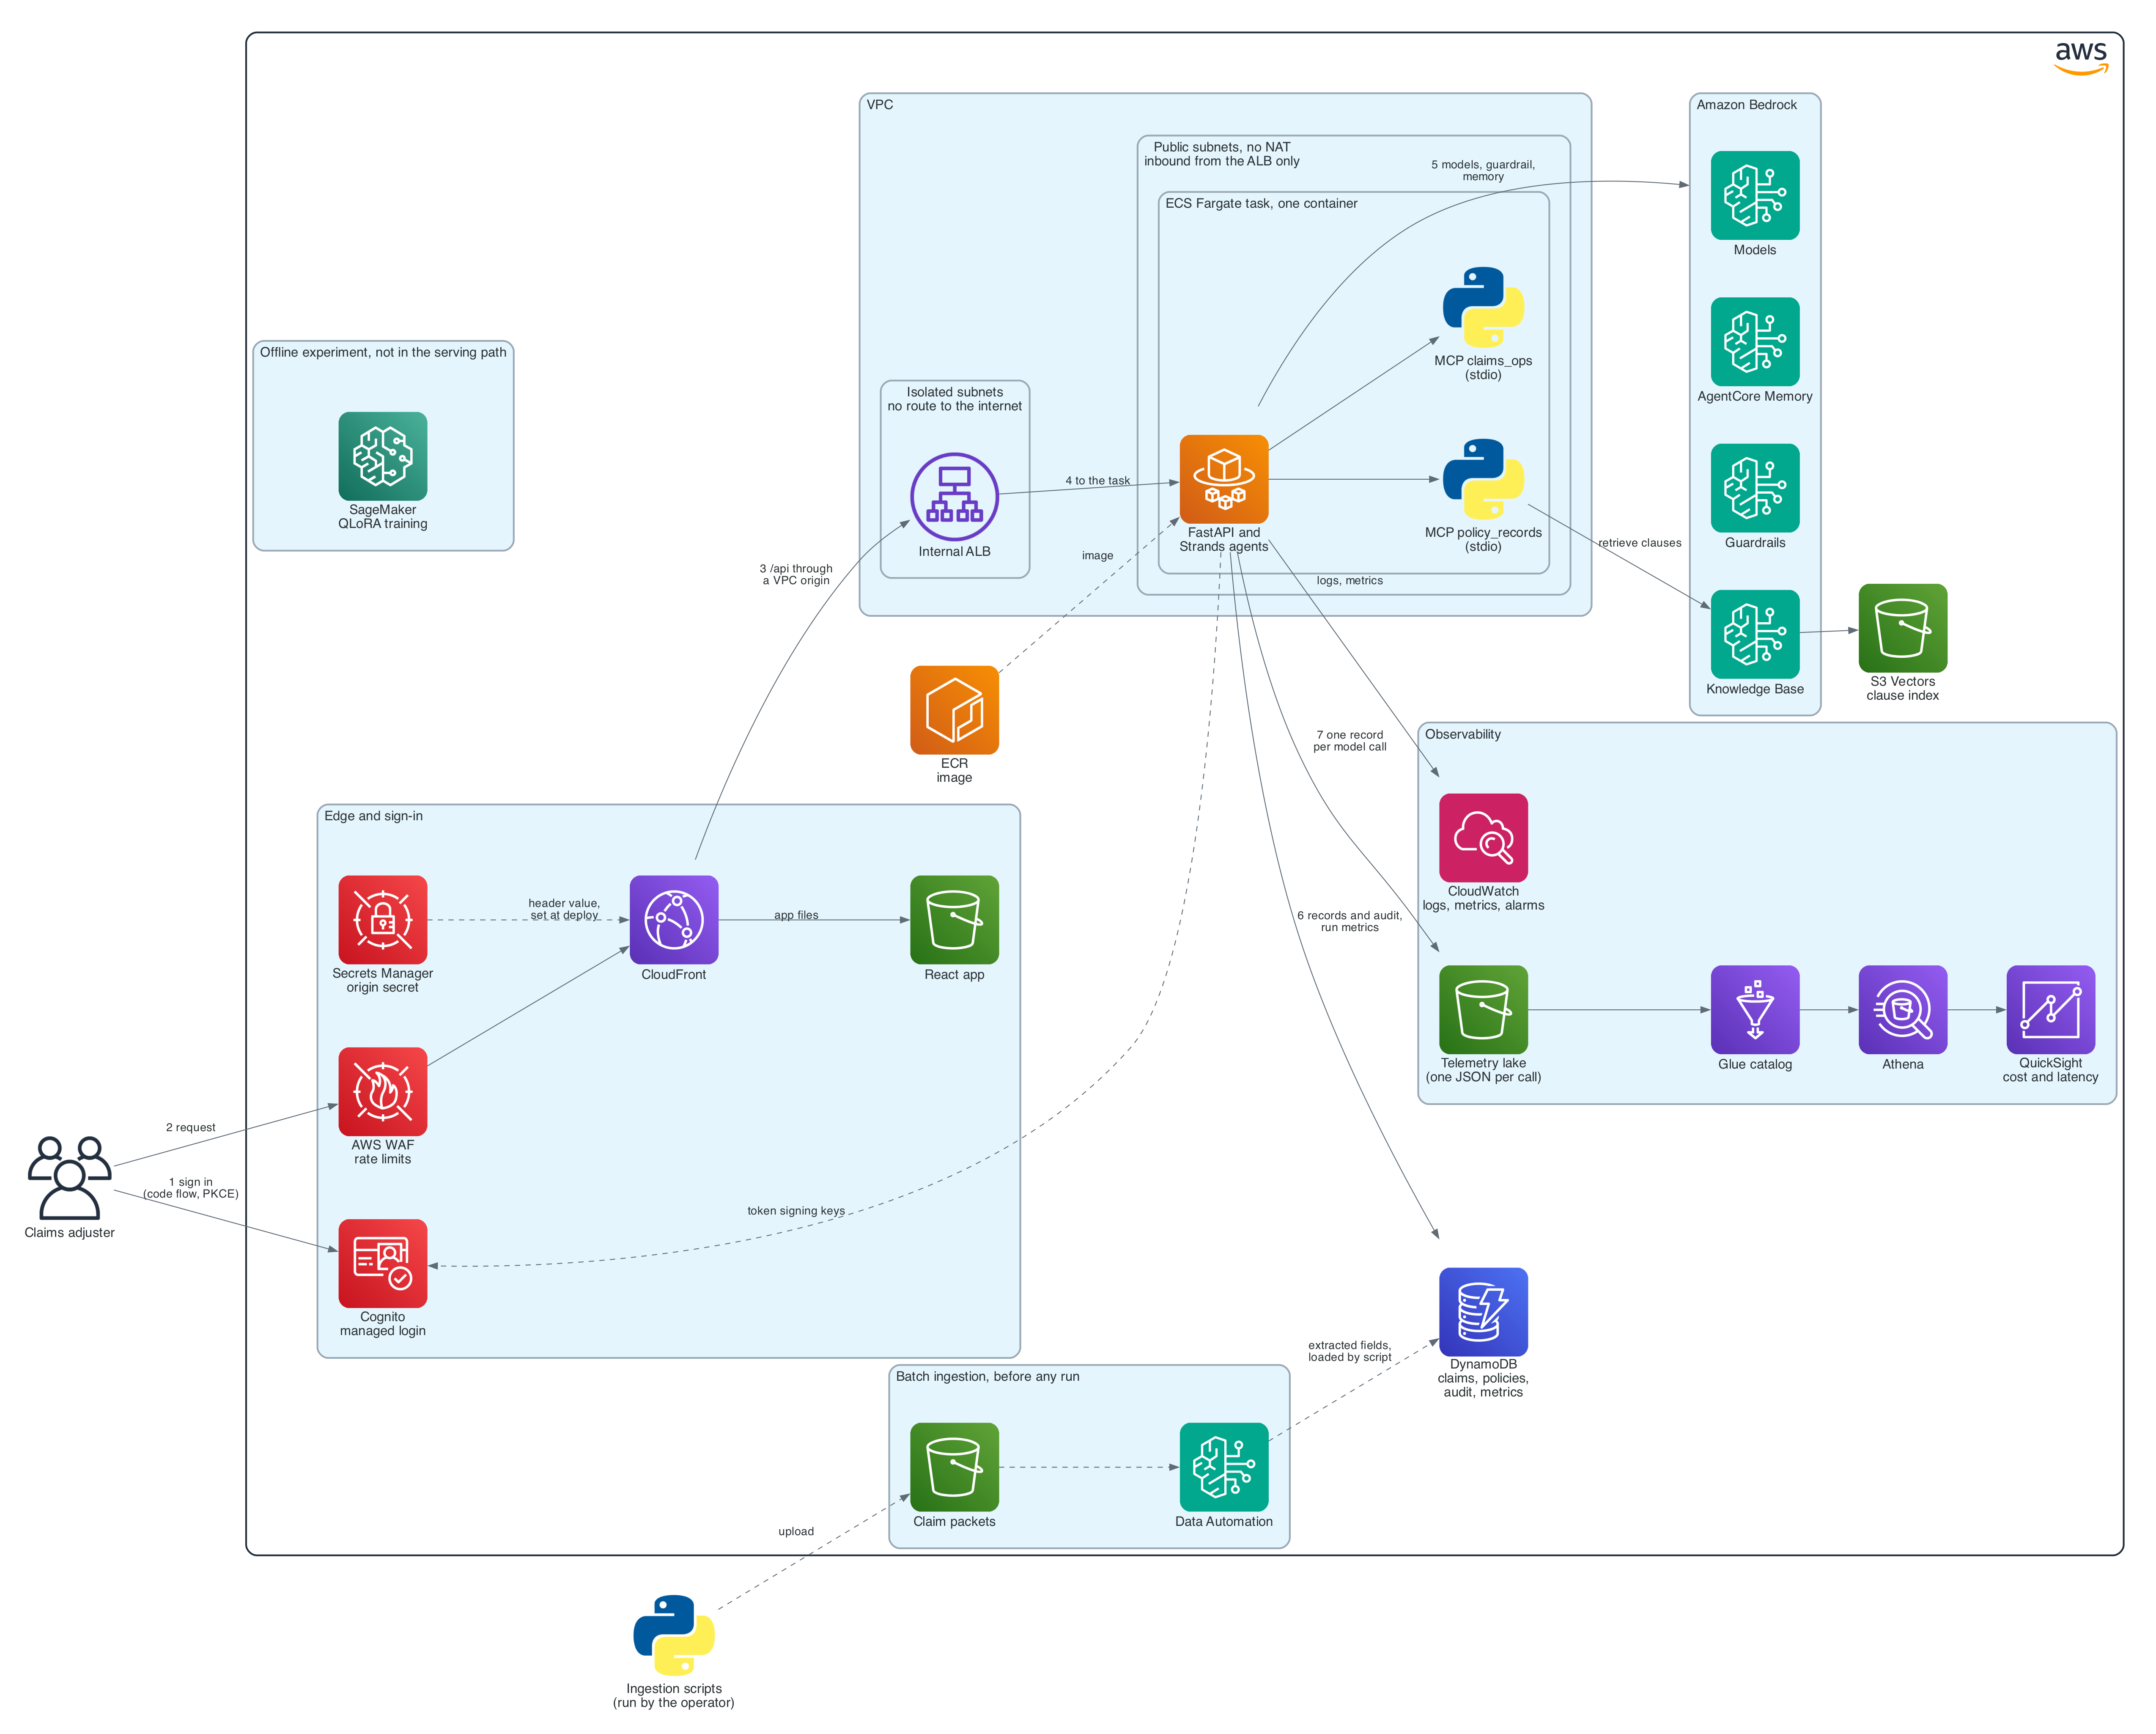 aws
VPC
Amazon Bedrock
Public subnets, no NAT
inbound from the ALB only
5 models, guardrail,
memory
ECS Fargate task, one container
Models
Offline experiment, not in the serving path
MCP claims_ops
(stdio)
Isolated subnets
no route to the internet
AgentCore Memory
SageMaker
QLoRA training
4 to the task
Internal ALB
FastAPI and
Strands agents
MCP policy_records
(stdio)
retrieve clauses
Guardrails
image
3 /api through
a VPC origin
logs, metrics
Knowledge Base
S3 Vectors
clause index
ECR
image
7 one record
per model call
Observability
Edge and sign-in
CloudWatch
logs, metrics, alarms
header value,
set at deploy
app files
6 records and audit,
run metrics
Secrets Manager
origin secret
CloudFront
React app
Telemetry lake
(one JSON per call)
Glue catalog
Athena
QuickSight
cost and latency
2 request
AWS WAF
rate limits
1 sign in
(code flow, PKCE)
Claims adjuster
token signing keys
Cognito
managed login
extracted fields,
loaded by script
DynamoDB
claims, policies,
audit, metrics
Batch ingestion, before any run
Claim packets
Data Automation
upload
Ingestion scripts
(run by the operator)